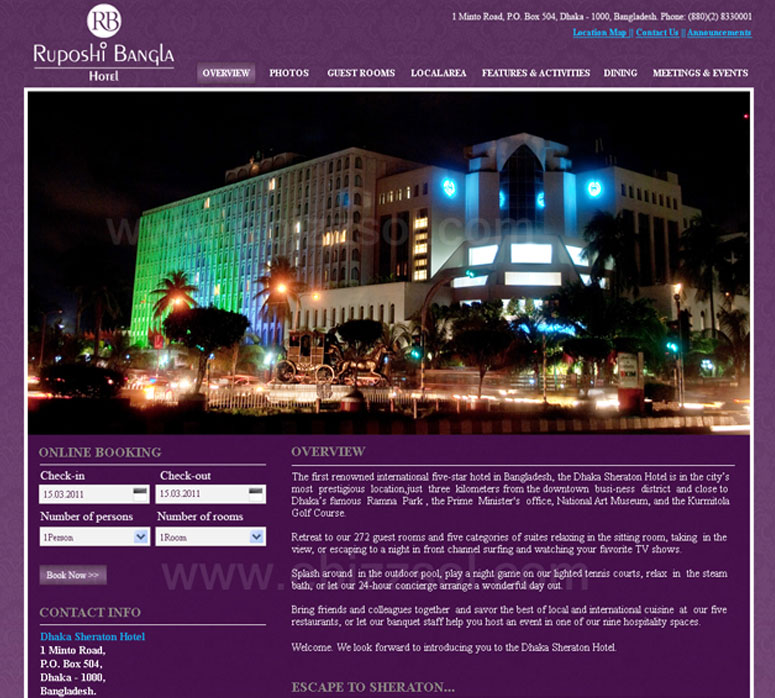 RB
Ruposhi Bangla
Hotel
1 Minto Road, P.O. Box 504, Dhaka - 1000, Bangladesh. Phone: (880)(2) 8330001
Location Map || Contact Us || Announcements
OVERVIEW PHOTOS GUEST ROOMS LOCALAREA FEATURES & ACTIVITIES DINING MEETINGS & EVENTS
ONLINE BOOKING
Check-in Check-out
15.03.2011 15.03.2011
Number of persons Number of rooms
1Person 1Room
Book Now >>
CONTACT INFO
Dhaka Sheraton Hotel
1 Minto Road,
P.O. Box 504,
Dhaka - 1000,
Bangladesh.
OVERVIEW
The first renowned international five-star hotel in Bangladesh, the Dhaka Sheraton Hotel is in the city's
most prestigious location,just three kilometers from the downtown busi-ness district and close to
Dhaka's famous Ramna Park , the Prime Minister's office, National Art Museum, and the Kurmitola
Golf Course.
Retreat to our 272 guest rooms and five categories of suites relaxing in the sitting room, taking in the
view, or escaping to a night in front channel surfing and watching your favorite TV shows.
Splash around in the outdoor pool, play a night game on our lighted tennis courts, relax in the steam
bath, or let our 24-hour concierge arrange a wonderful day out.
Bring friends and colleagues together and savor the best of local and international cuisine at our five
restaurants, or let our banquet staff help you host an event in one of our nine hospitality spaces.
Welcome. We look forward to introducing you to the Dhaka Sheraton Hotel.
ESCAPE TO SHERATON...